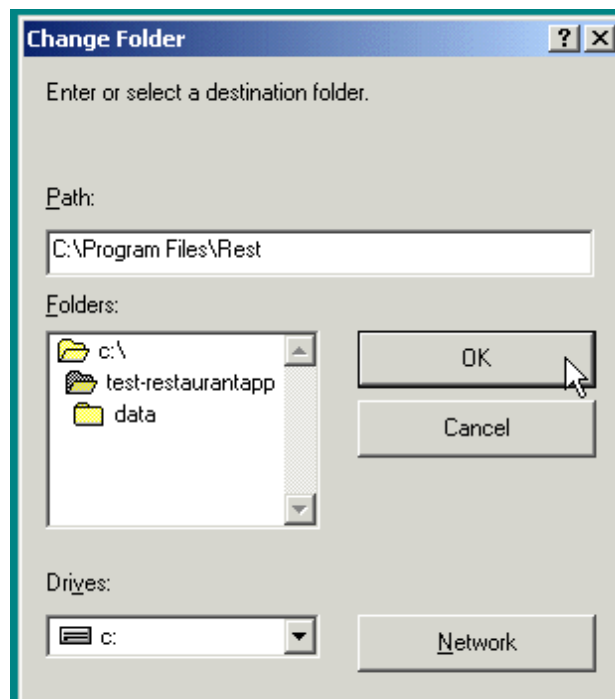 Change Folder
Enter or select a destination folder.
Path:
C:\Program Files\Rest
Folders:
c:\
test-restaurantapp
data
OK
Cancel
Drives:
c:
Network